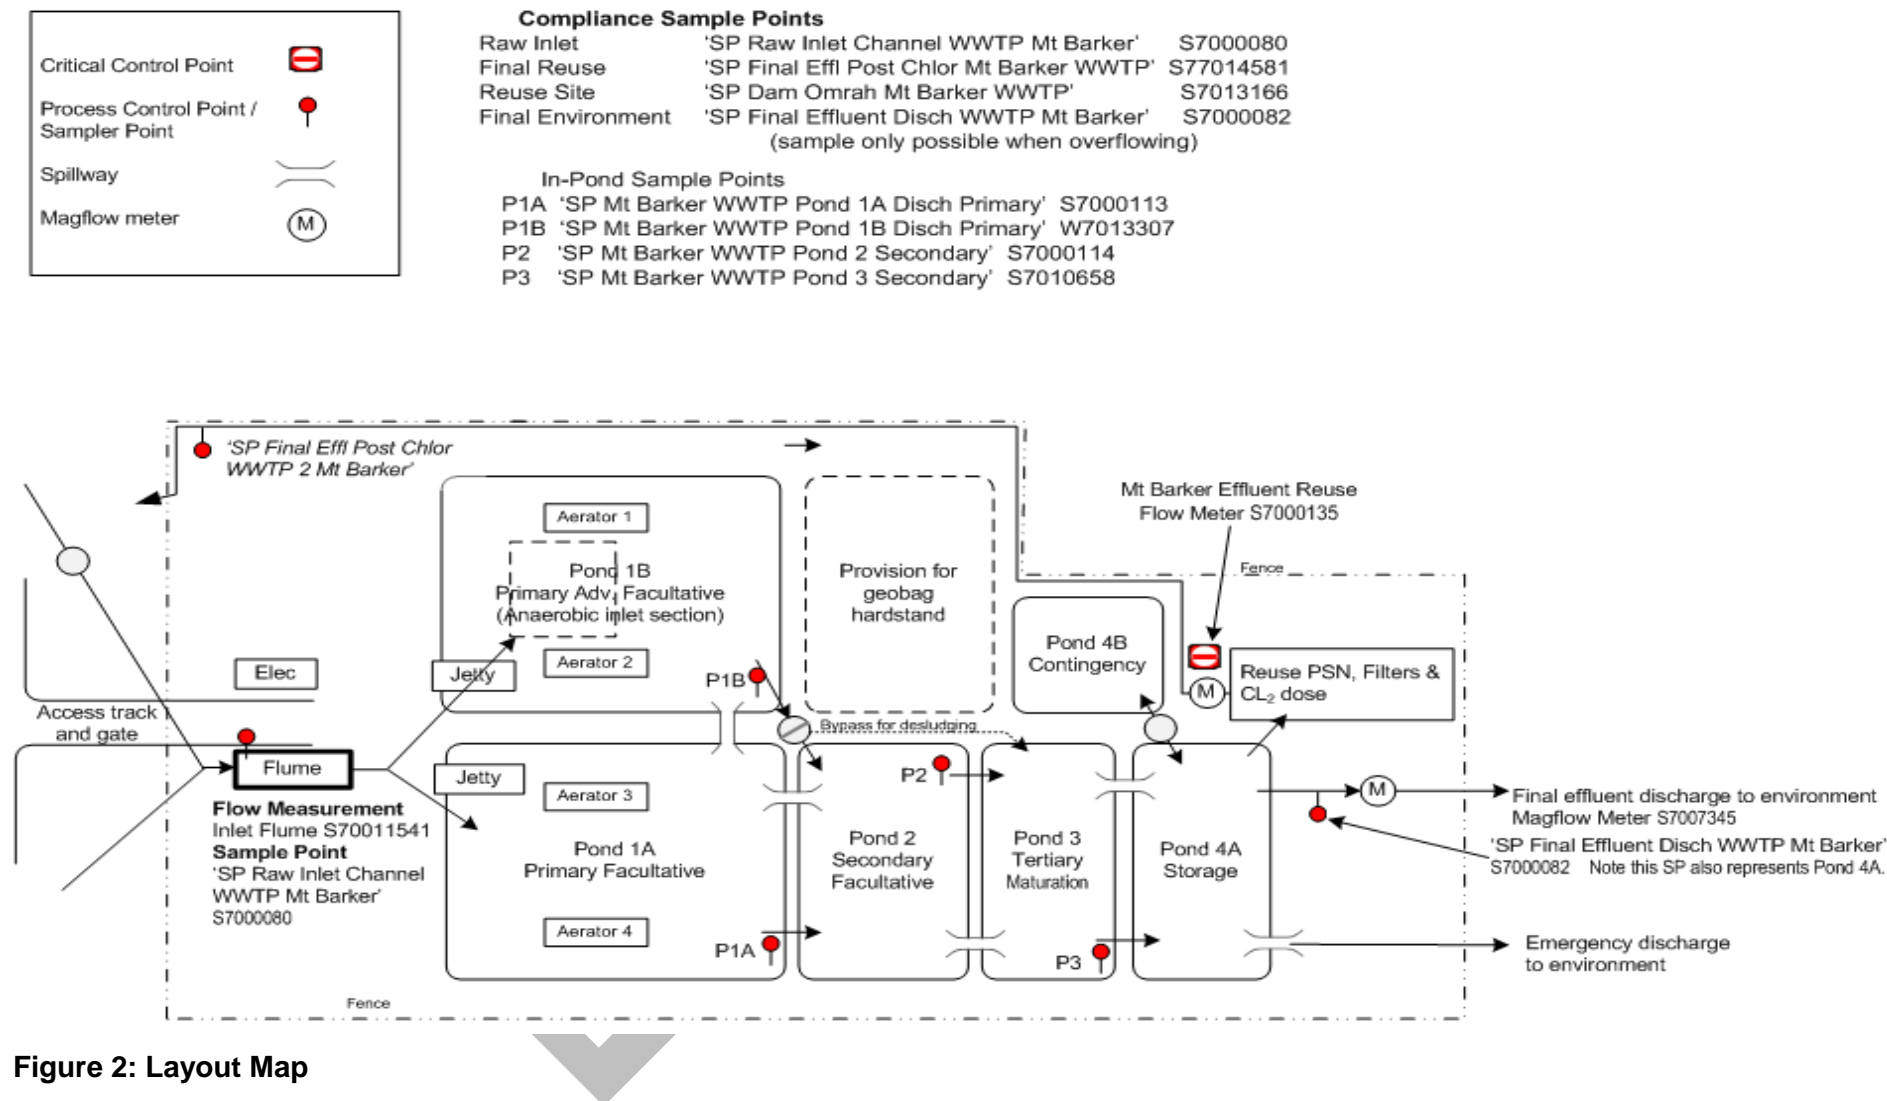 Critical Control Point
Process Control Point /
Sampler Point
Spillway
Magflow meter
M
Compliance Sample Points
Raw Inlet 'SP Raw Inlet Channel WWTP Mt Barker' S7000080
Final Reuse 'SP Final Effl Post Chlor Mt Barker WWTP' S77014581
Reuse Site 'SP Dam Omrah Mt Barker WWTP' S7013166
Final Environment 'SP Final Effluent Disch WWTP Mt Barker' S7000082
(sample only possible when overflowing)
In-Pond Sample Points
P1A 'SP Mt Barker WWTP Pond 1A Disch Primary' S7000113
P1B 'SP Mt Barker WWTP Pond 1B Disch Primary' W7013307
P2 'SP Mt Barker WWTP Pond 2 Secondary' S7000114
P3 'SP Mt Barker WWTP Pond 3 Secondary' S7010658
'SP Final Effl Post Chlor
WWTP 2 Mt Barker'
Aerator 1
Pond 1B
Primary Adv. Facultative
(Anaerobic inlet section)
Aerator 2
Jetty
P1B
Provision for
geobag
hardstand
Bypass for desludging
Mt Barker Effluent Reuse
Flow Meter S7000135
Fence
Pond 4B
Contingency
M
Reuse PSN, Filters &
CL₂ dose
Elec
Access track
and gate
Flume
Flow Measurement
Inlet Flume S70011541
Sample Point
'SP Raw Inlet Channel
WWTP Mt Barker'
S7000080
Jetty
Aerator 3
Pond 1A
Primary Facultative
Aerator 4
P1A
P2
Pond 2
Secondary
Facultative
Pond 3
Tertiary
Maturation
P3
Pond 4A
Storage
M
Final effluent discharge to environment
Magflow Meter S7007345
'SP Final Effluent Disch WWTP Mt Barker'
S7000082 Note this SP also represents Pond 4A.
Emergency discharge
to environment
Fence
Figure 2: Layout Map